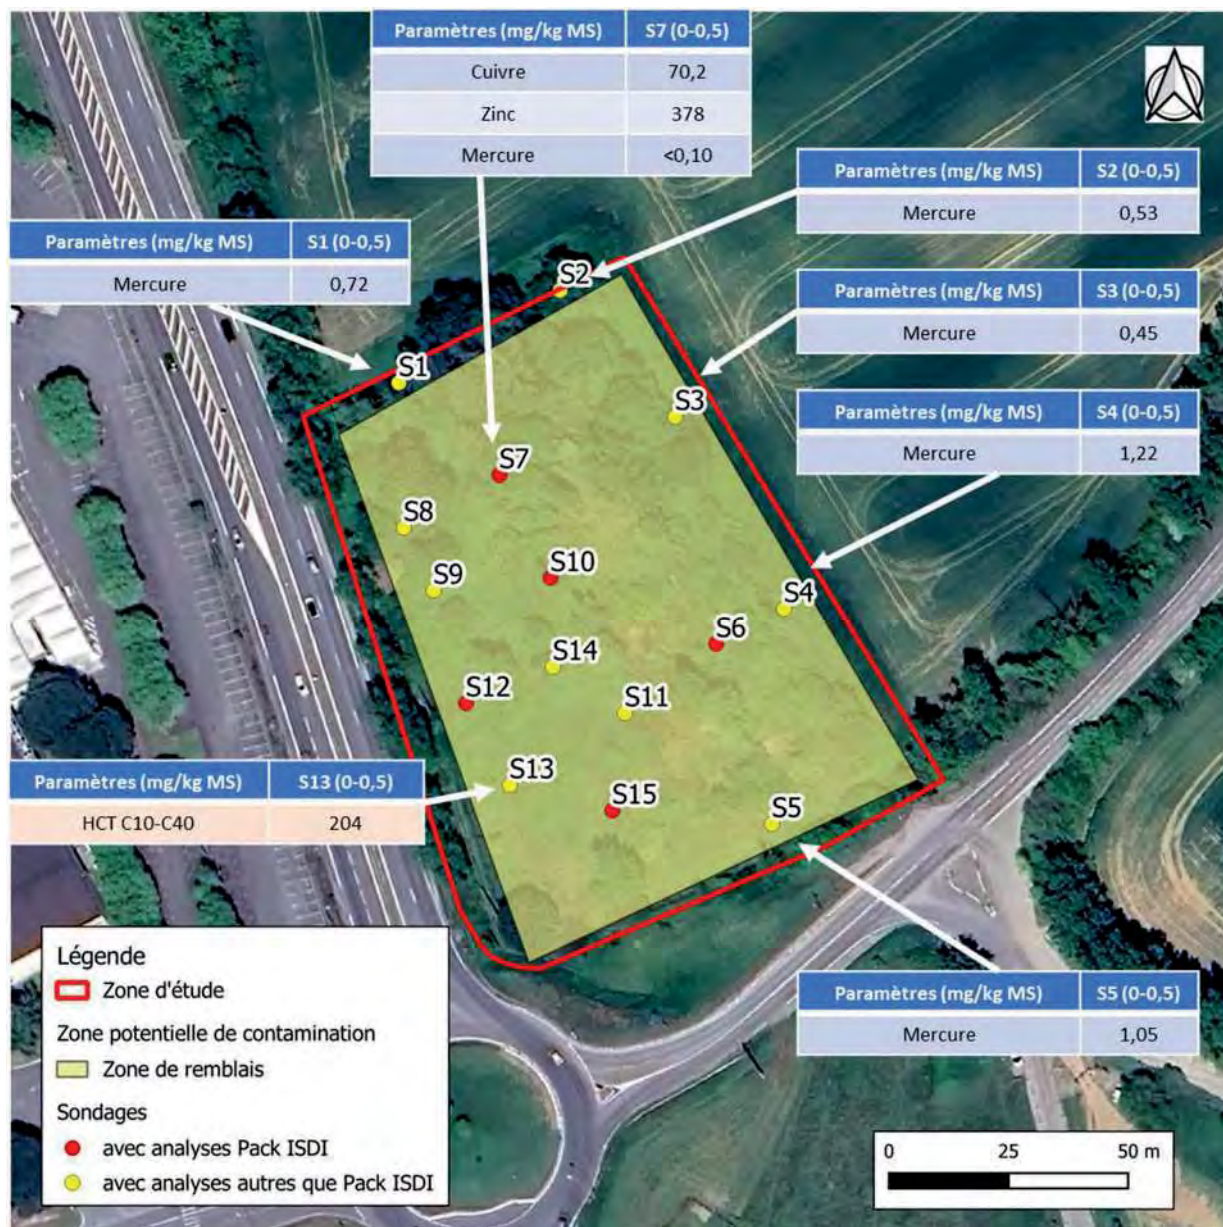 Paramètres (mg/kg MS) S7 (0-0,5)
Cuivre 70,2
Zinc 378
Mercure <0,10
Paramètres (mg/kg MS) S2 (0-0,5)
Mercure 0,53
Paramètres (mg/kg MS) S1 (0-0,5)
Mercure 0,72
Paramètres (mg/kg MS) S3 (0-0,5)
Mercure 0,45
Paramètres (mg/kg MS) S4 (0-0,5)
Mercure 1,22
S2
S1
S3
S7
S8
S10
S9
S4
S6
S14
S12
S11
S13
S15
S5
Paramètres (mg/kg MS) S13 (0-0,5)
HCT C10-C40 204
Paramètres (mg/kg MS) S5 (0-0,5)
Mercure 1,05
Légende
Zone d'étude
Zone potentielle de contamination
Zone de remblais
Sondages
avec analyses Pack ISDI
avec analyses autres que Pack ISDI
0 25 50 m